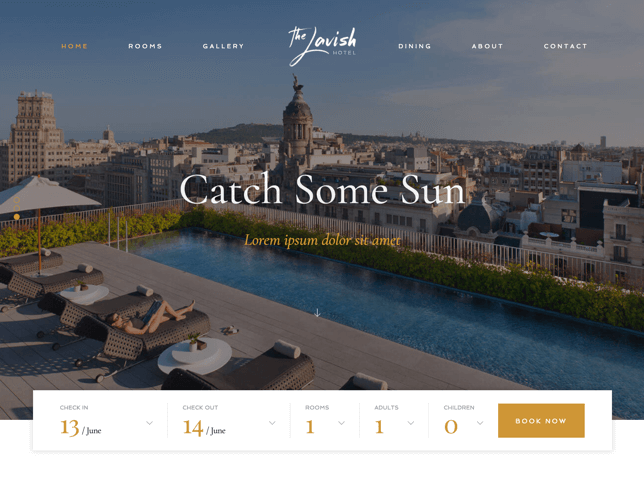 HOME ROOMS GALLERY the Lavish HOTEL DINING ABOUT CONTACT
Catch Some Sun
Lorem ipsum dolor sit amet
CHECK IN CHECK OUT ROOMS ADULTS CHILDREN
13 / June 14 / June 1 1 0 BOOK NOW